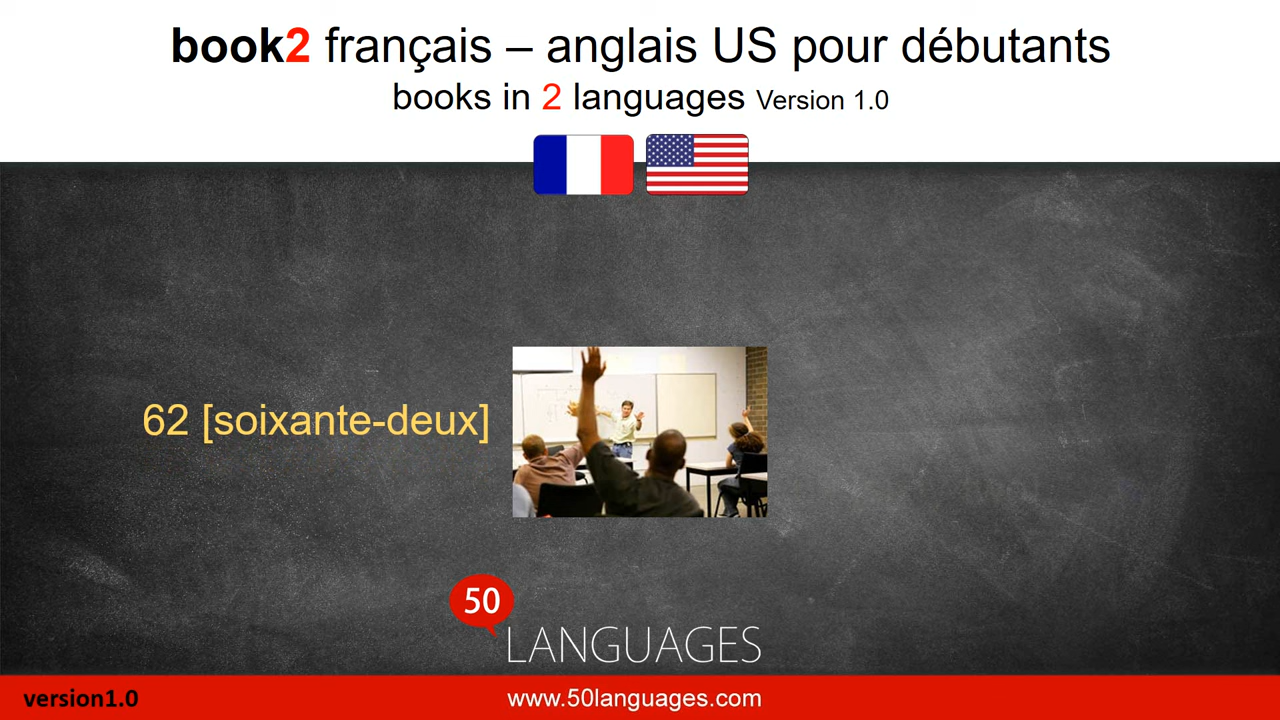 book2 français – anglais US pour débutants
books in 2 languages Version 1.0
62 [soixante-deux]
50
LANGUAGES
version1.0
www.50languages.com